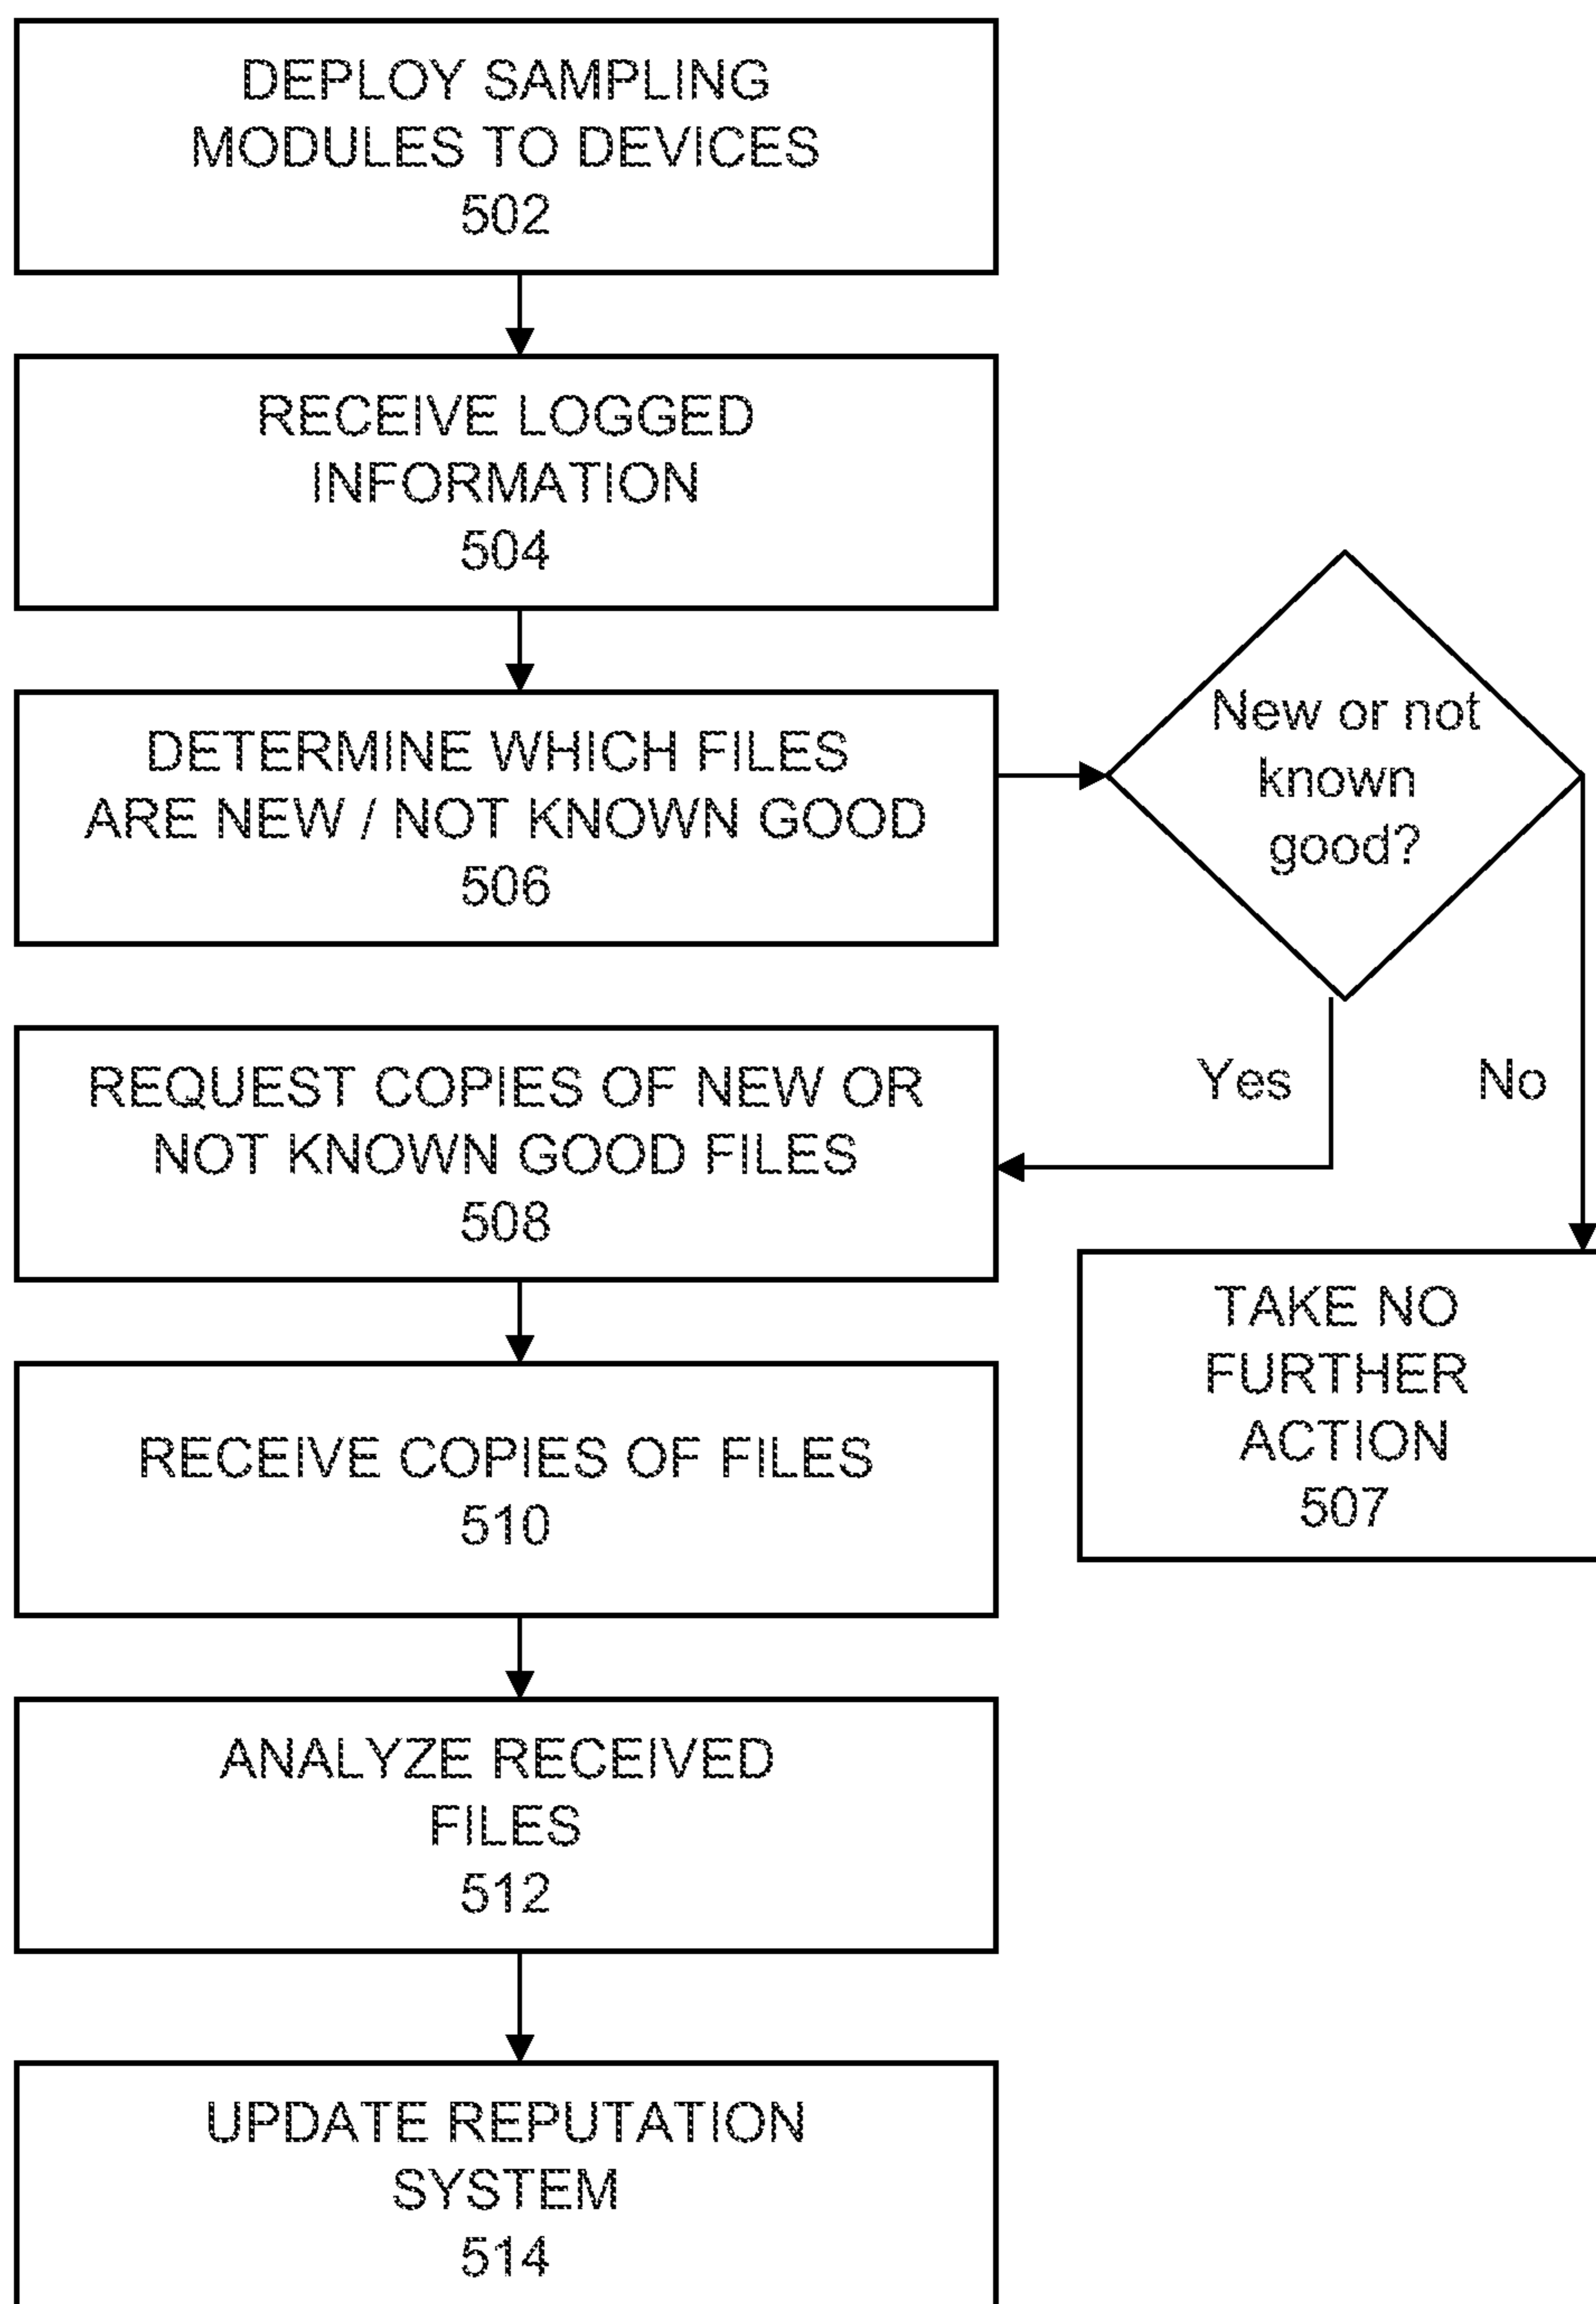 DEPLOY SAMPLING
MODULES TO DEVICES
502
RECEIVE LOGGED
INFORMATION
504
DETERMINE WHICH FILES
ARE NEW / NOT KNOWN GOOD
506
New or not
known
good?
Yes
No
REQUEST COPIES OF NEW OR
NOT KNOWN GOOD FILES
508
TAKE NO
FURTHER
ACTION
507
RECEIVE COPIES OF FILES
510
ANALYZE RECEIVED
FILES
512
UPDATE REPUTATION
SYSTEM
514